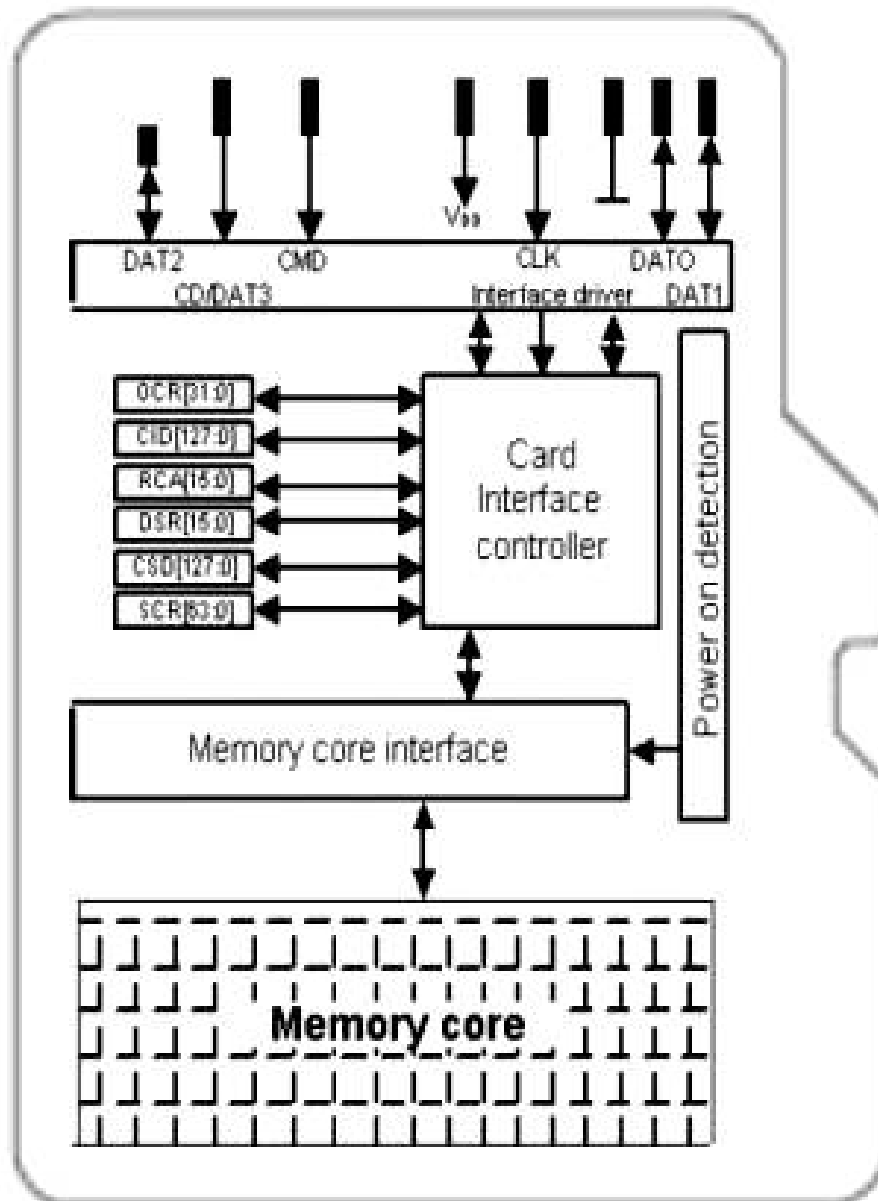 DAT2 CMD CLK DAT0
CD/DAT3 Interface driver DAT1
OCR[31:0]
CID[127:0]
RCA[15:0]
DSR[15:0]
CSD[127:0]
SCR[63:0]
Card
Interface
controller
Power on detection
Memory core interface
Memory core